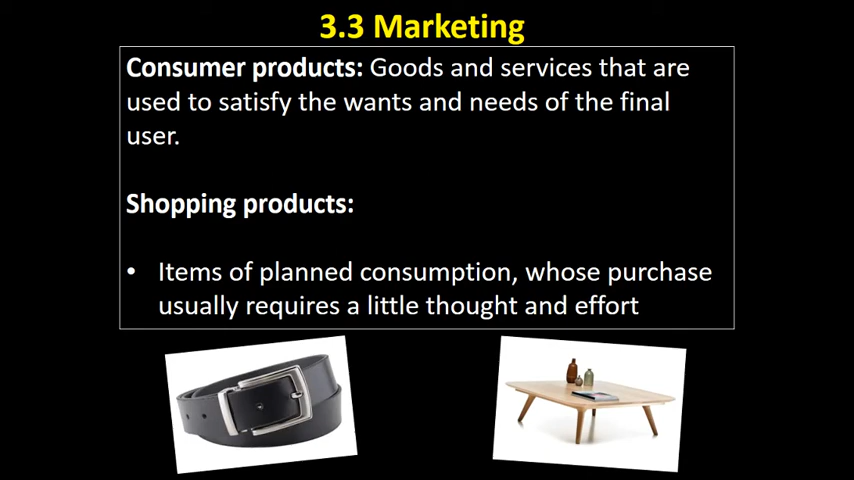 3.3 Marketing
Consumer products: Goods and services that are
used to satisfy the wants and needs of the final
user.
Shopping products:
• Items of planned consumption, whose purchase
usually requires a little thought and effort